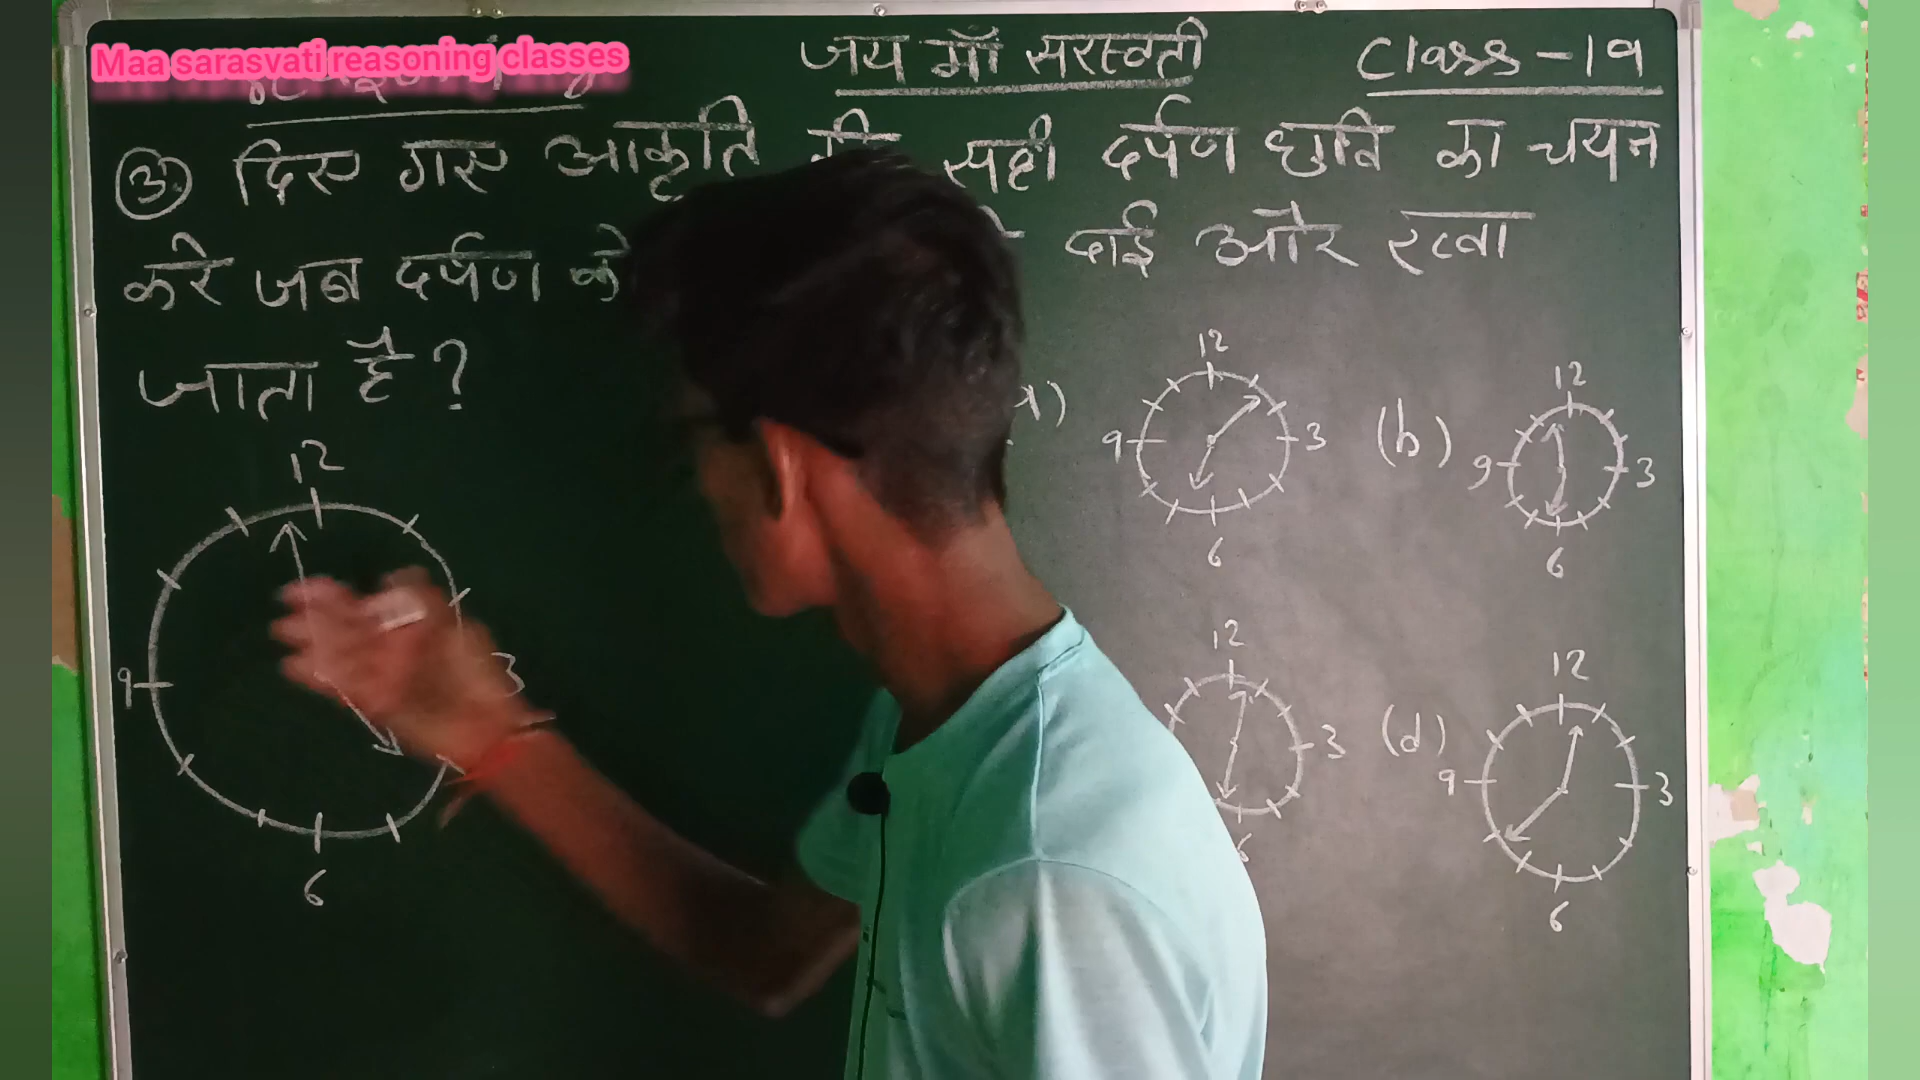 Maa sarasvati reasoning classes
जय माँ सरस्वती
Class - 19
③ दिए गए आकृति की सही दर्पण छवि का चयन
करे जब दर्पण को दाई और रखा
जाता है?
12
9
3
6
12
9
3
6
(b)
12
9
3
6
12
3
6
(d)
12
9
3
6